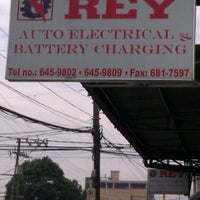 REY
AUTO ELECTRICAL &
BATTERY CHARGING
Tel no.: 645-9802 • 645-9809 • Fax: 681-7597
REY